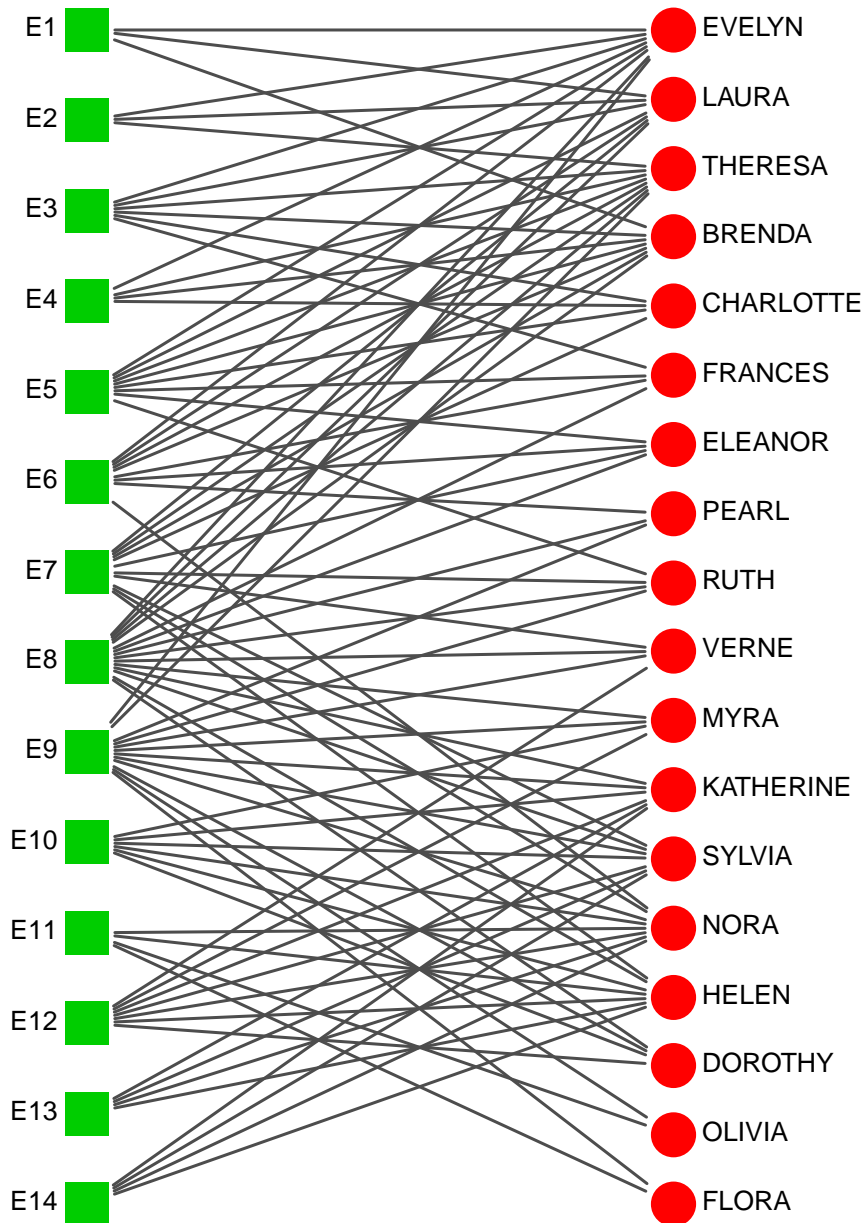 E1
E2
E3
E4
E5
E6
E7
E8
E9
E10
E11
E12
E13
E14
EVELYN
LAURA
THERESA
BRENDA
CHARLOTTE
FRANCES
ELEANOR
PEARL
RUTH
VERNE
MYRA
KATHERINE
SYLVIA
NORA
HELEN
DOROTHY
OLIVIA
FLORA